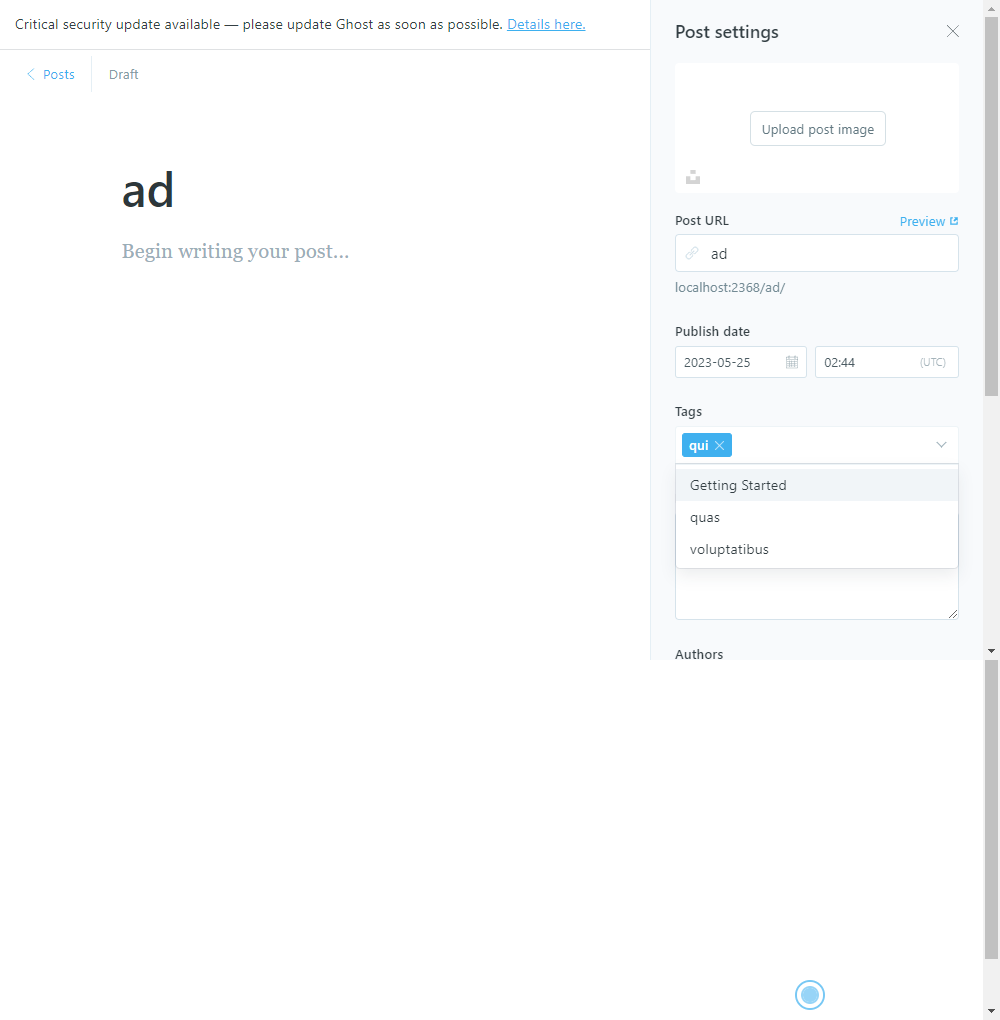 Critical security update available — please update Ghost as soon as possible. Details here.
Posts
Draft
ad
Begin writing your post...
Post settings
Upload post image
Post URL
Preview
ad
localhost:2368/ad/
Publish date
2023-05-25
02:44
(UTC)
Tags
qui
Getting Started
quas
voluptatibus
Authors